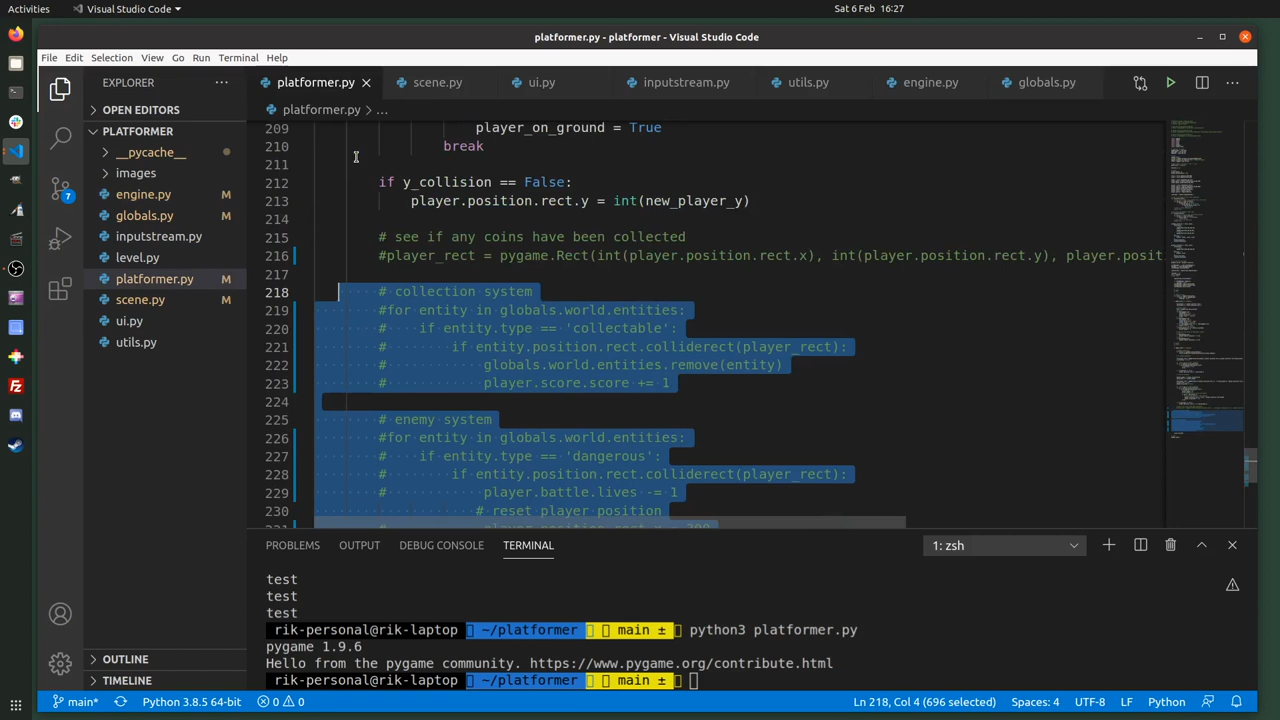 Activities
Visual Studio Code
Sat 6 Feb 16:27
platformer.py - platformer - Visual Studio Code
File Edit Selection View Go Run Terminal Help
EXPLORER
platformer.py
scene.py
ui.py
inputstream.py
utils.py
engine.py
globals.py
OPEN EDITORS
platformer.py > ...
PLATFORMER
__pycache__
images
engine.py M
globals.py M
inputstream.py
level.py
platformer.py M
scene.py M
ui.py
utils.py
OUTLINE
TIMELINE
209 player_on_ground = True
210 break
211
212 if y_collision == False:
213 player.position.rect.y = int(new_player_y)
214
215 # see if any coins have been collected
216 #player_rect = pygame.Rect(int(player.position.rect.x), int(player.position.rect.y), player.posit
217
218 # collection system
219 #for entity in globals.world.entities:
220 # if entity.type == 'collectable':
221 # if entity.position.rect.colliderect(player_rect):
222 # globals.world.entities.remove(entity)
223 # player.score.score += 1
224
225 # enemy system
226 #for entity in globals.world.entities:
227 # if entity.type == 'dangerous':
228 # if entity.position.rect.colliderect(player_rect):
229 # player.battle.lives -= 1
230 # reset player position
231 # player.position.rect.x = 300
PROBLEMS OUTPUT DEBUG CONSOLE TERMINAL
1: zsh
test
test
test
rik-personal@rik-laptop ~/platformer main ± python3 platformer.py
pygame 1.9.6
Hello from the pygame community. https://www.pygame.org/contribute.html
rik-personal@rik-laptop ~/platformer main ±
7
main* Python 3.8.5 64-bit 0 0 Ln 218, Col 4 (696 selected) Spaces: 4 UTF-8 LF Python